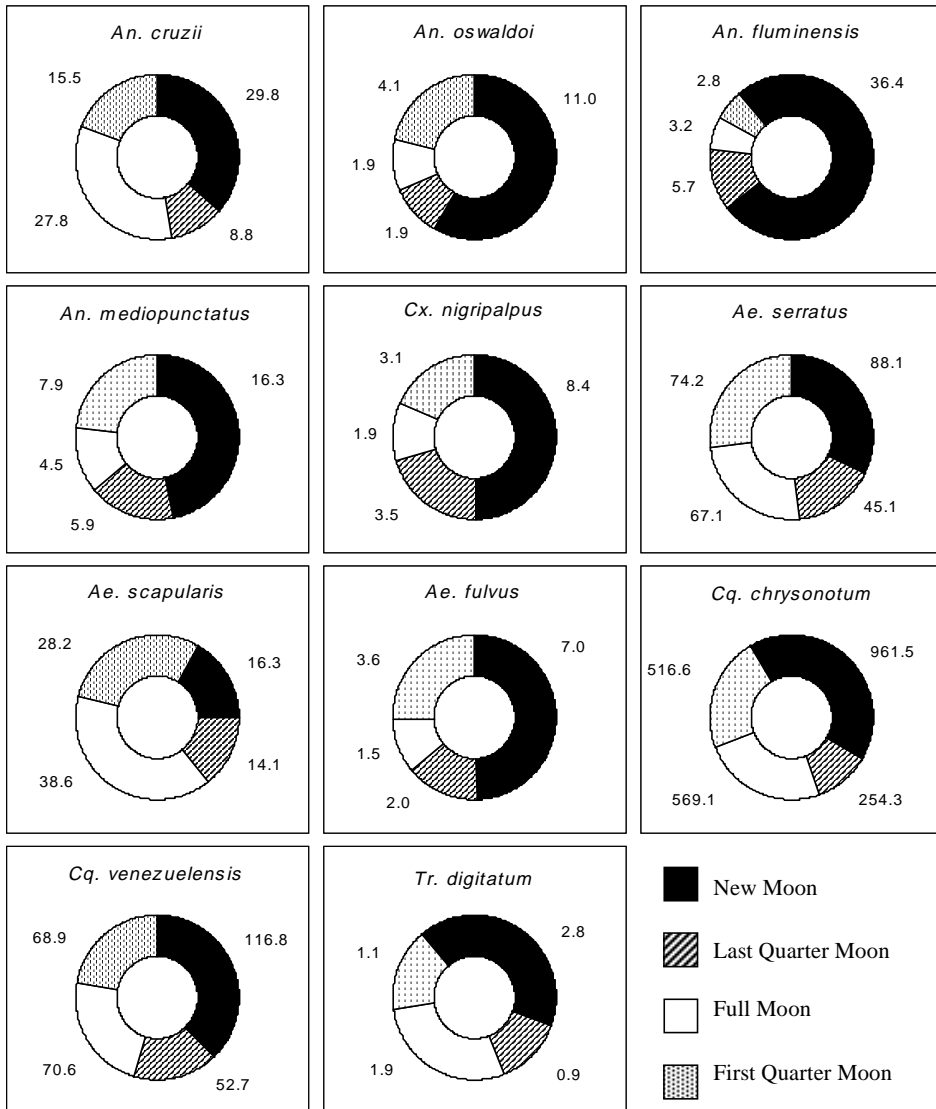 An. cruzii
15.5
29.8
27.8
8.8
An. oswaldoi
4.1
11.0
1.9
1.9
An. fluminensis
2.8
36.4
3.2
5.7
An. mediopunctatus
7.9
16.3
4.5
5.9
Cx. nigripalpus
3.1
8.4
1.9
3.5
Ae. serratus
74.2
88.1
67.1
45.1
Ae. scapularis
28.2
16.3
38.6
14.1
Ae. fulvus
3.6
7.0
1.5
2.0
Cq. chrysonotum
516.6
961.5
569.1
254.3
Cq. venezuelensis
68.9
116.8
70.6
52.7
Tr. digitatum
1.1
2.8
1.9
0.9
New Moon
Last Quarter Moon
Full Moon
First Quarter Moon